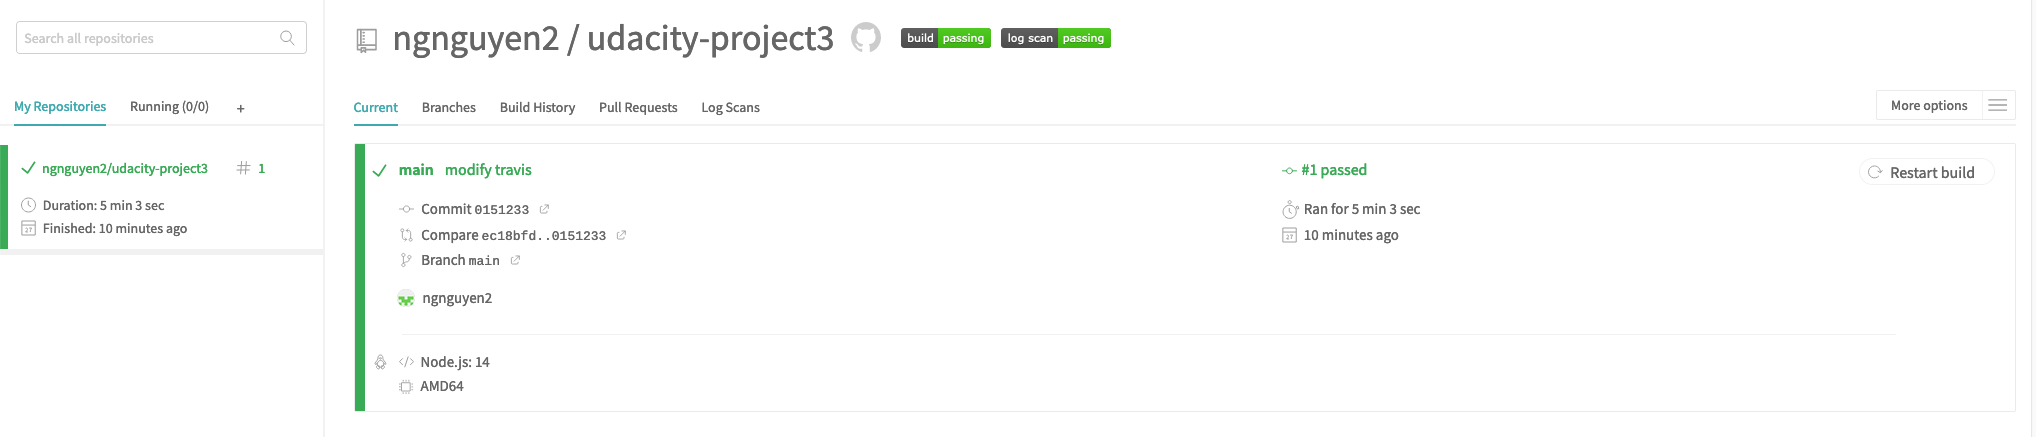 Search all repositories
My Repositories
Running (0/0)
+
ngnguyen2/udacity-project3
# 1
Duration: 5 min 3 sec
Finished: 10 minutes ago
ngnguyen2 / udacity-project3
build passing
log scan passing
Current
Branches
Build History
Pull Requests
Log Scans
More options
main modify travis
Commit 0151233
Compare ec18bfd..0151233
Branch main
ngnguyen2
#1 passed
Ran for 5 min 3 sec
10 minutes ago
Restart build
Node.js: 14
AMD64